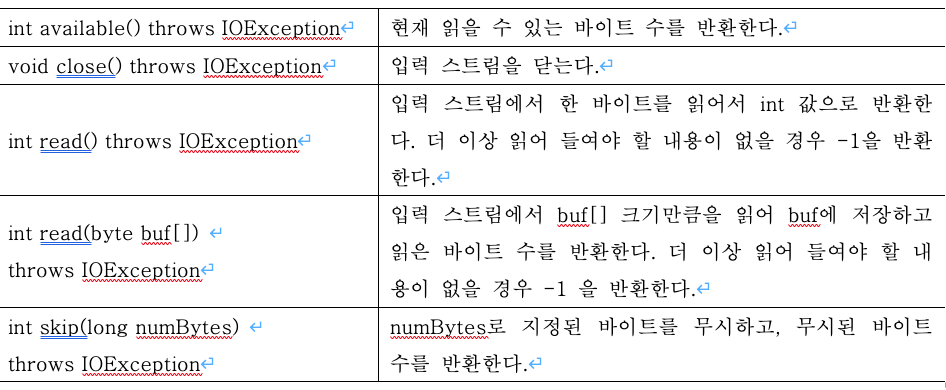 int available() throws IOException
현재 읽을 수 있는 바이트 수를 반환한다.
void close() throws IOException
입력 스트림을 닫는다.
int read() throws IOException
입력 스트림에서 한 바이트를 읽어서 int 값으로 반환한
다. 더 이상 읽어 들여야 할 내용이 없을 경우 -1을 반환
한다.
int read(byte buf[])
throws IOException
입력 스트림에서 buf[] 크기만큼을 읽어 buf에 저장하고
읽은 바이트 수를 반환한다. 더 이상 읽어 들여야 할 내
용이 없을 경우 -1 을 반환한다.
int skip(long numBytes)
throws IOException
numBytes로 지정된 바이트를 무시하고, 무시된 바이트
수를 반환한다.